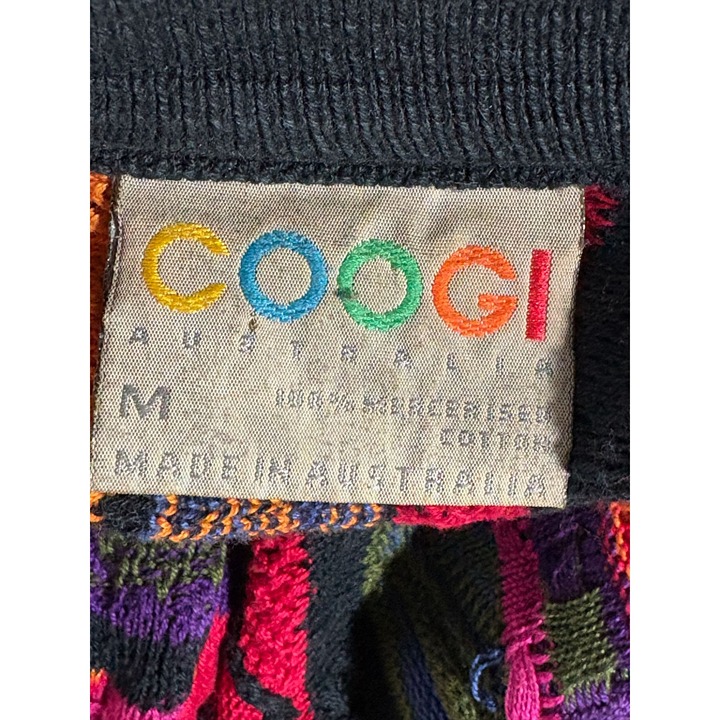 COOGI
AUSTRALIA
M 100% MERCERISED
COTTON
MADE IN AUSTRALIA